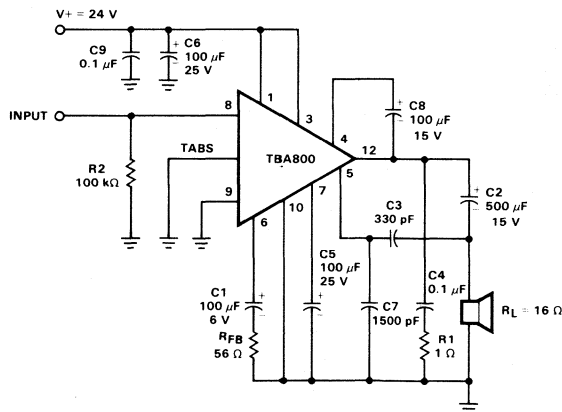 V+ = 24 V
C9
0.1 µF
C6
100 µF
25 V
+
1
3
INPUT
8
4
+
C8
100 µF
15 V
TABS
TBA800
12
R2
100 kΩ
9
5
+
C2
500 µF
15 V
6
10
7
C3
330 pF
C1
100 µF
6 V
+
C5
100 µF
25 V
+
C7
1500 pF
C4
0.1 µF
RL = 16 Ω
RFB
56 Ω
R1
1 Ω